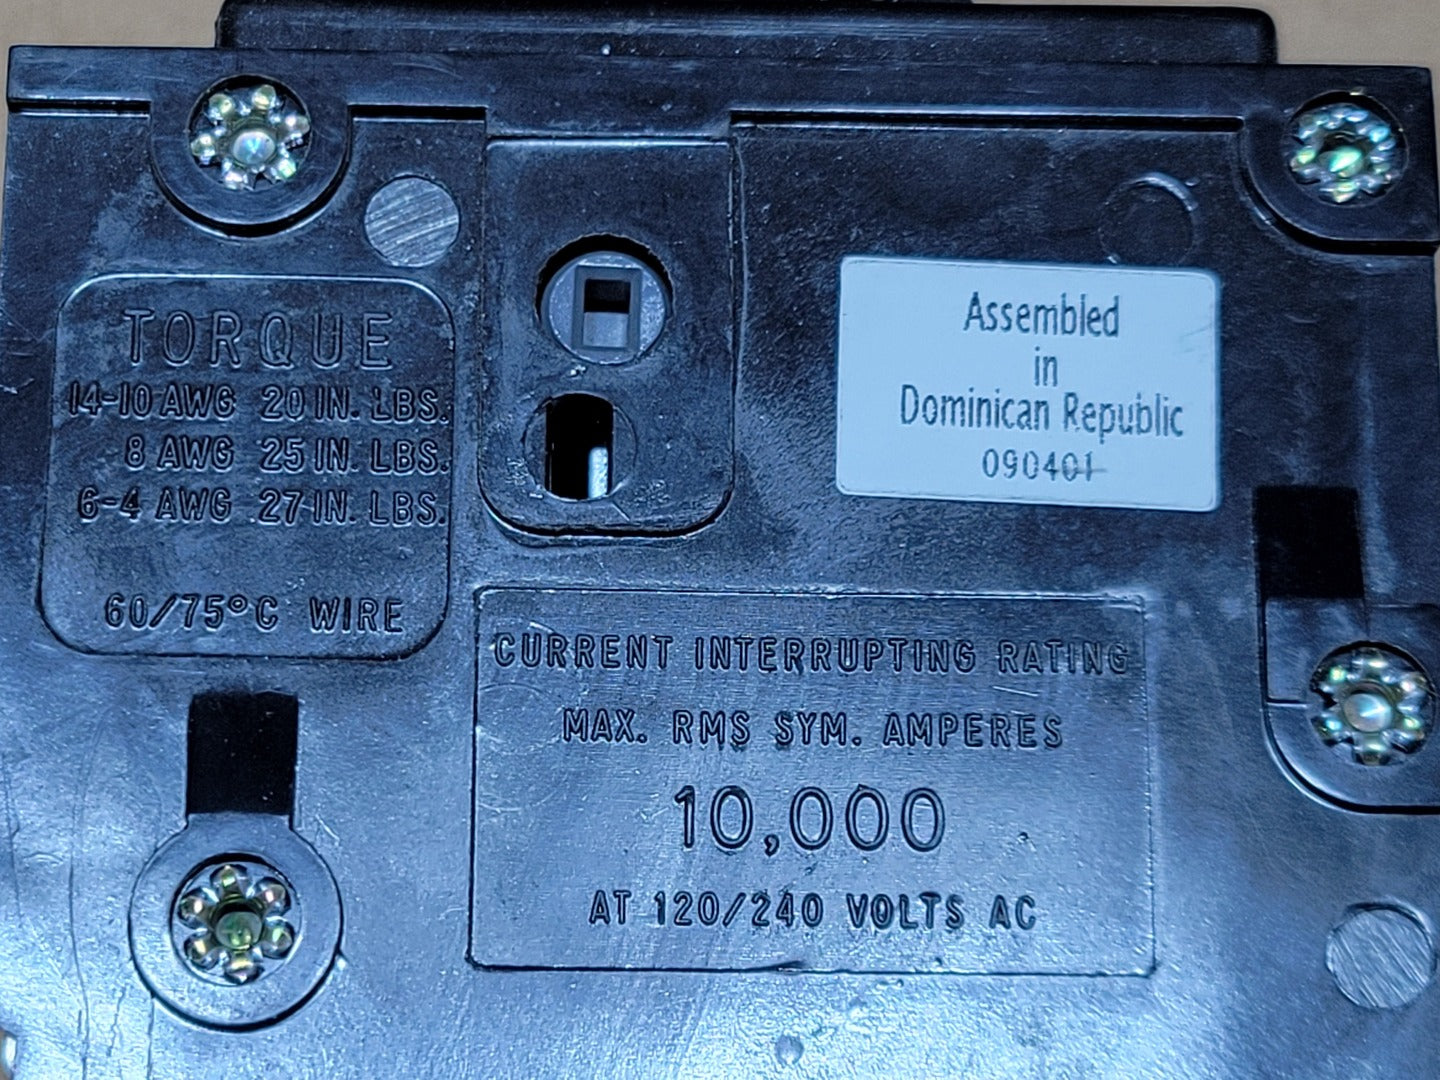 TORQUE
14-10 AWG 20 IN. LBS.
8 AWG 25 IN. LBS.
6-4 AWG 27 IN. LBS.
60/75°C WIRE
Assembled
in
Dominican Republic
090401
CURRENT INTERRUPTING RATING
MAX. RMS SYM. AMPERES
10,000
AT 120/240 VOLTS AC